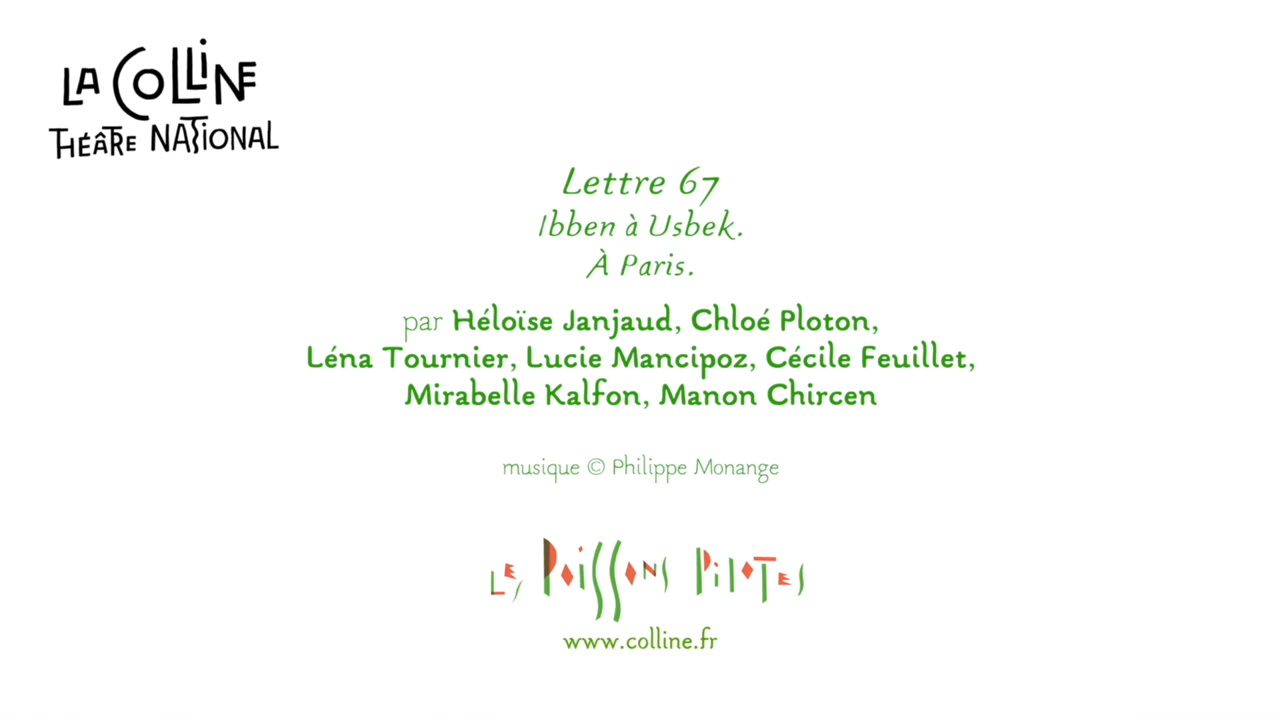 LA COLLINE
THÉÂTRE NATIONAL
Lettre 67
Ibben à Usbek.
À Paris.
par Héloïse Janjaud, Chloé Ploton,
Léna Tournier, Lucie Mancipoz, Cécile Feuillet,
Mirabelle Kalfon, Manon Chircen
musique © Philippe Monange
LES POISSONS PILOTES
www.colline.fr